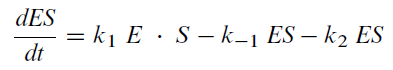 dES/dt = k₁ E · S − k₋₁ ES − k₂ ES